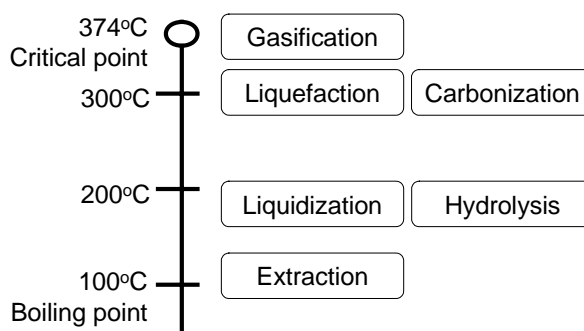 374°C
Critical point
Gasification
300°C
Liquefaction
Carbonization
200°C
Liquidization
Hydrolysis
100°C
Boiling point
Extraction